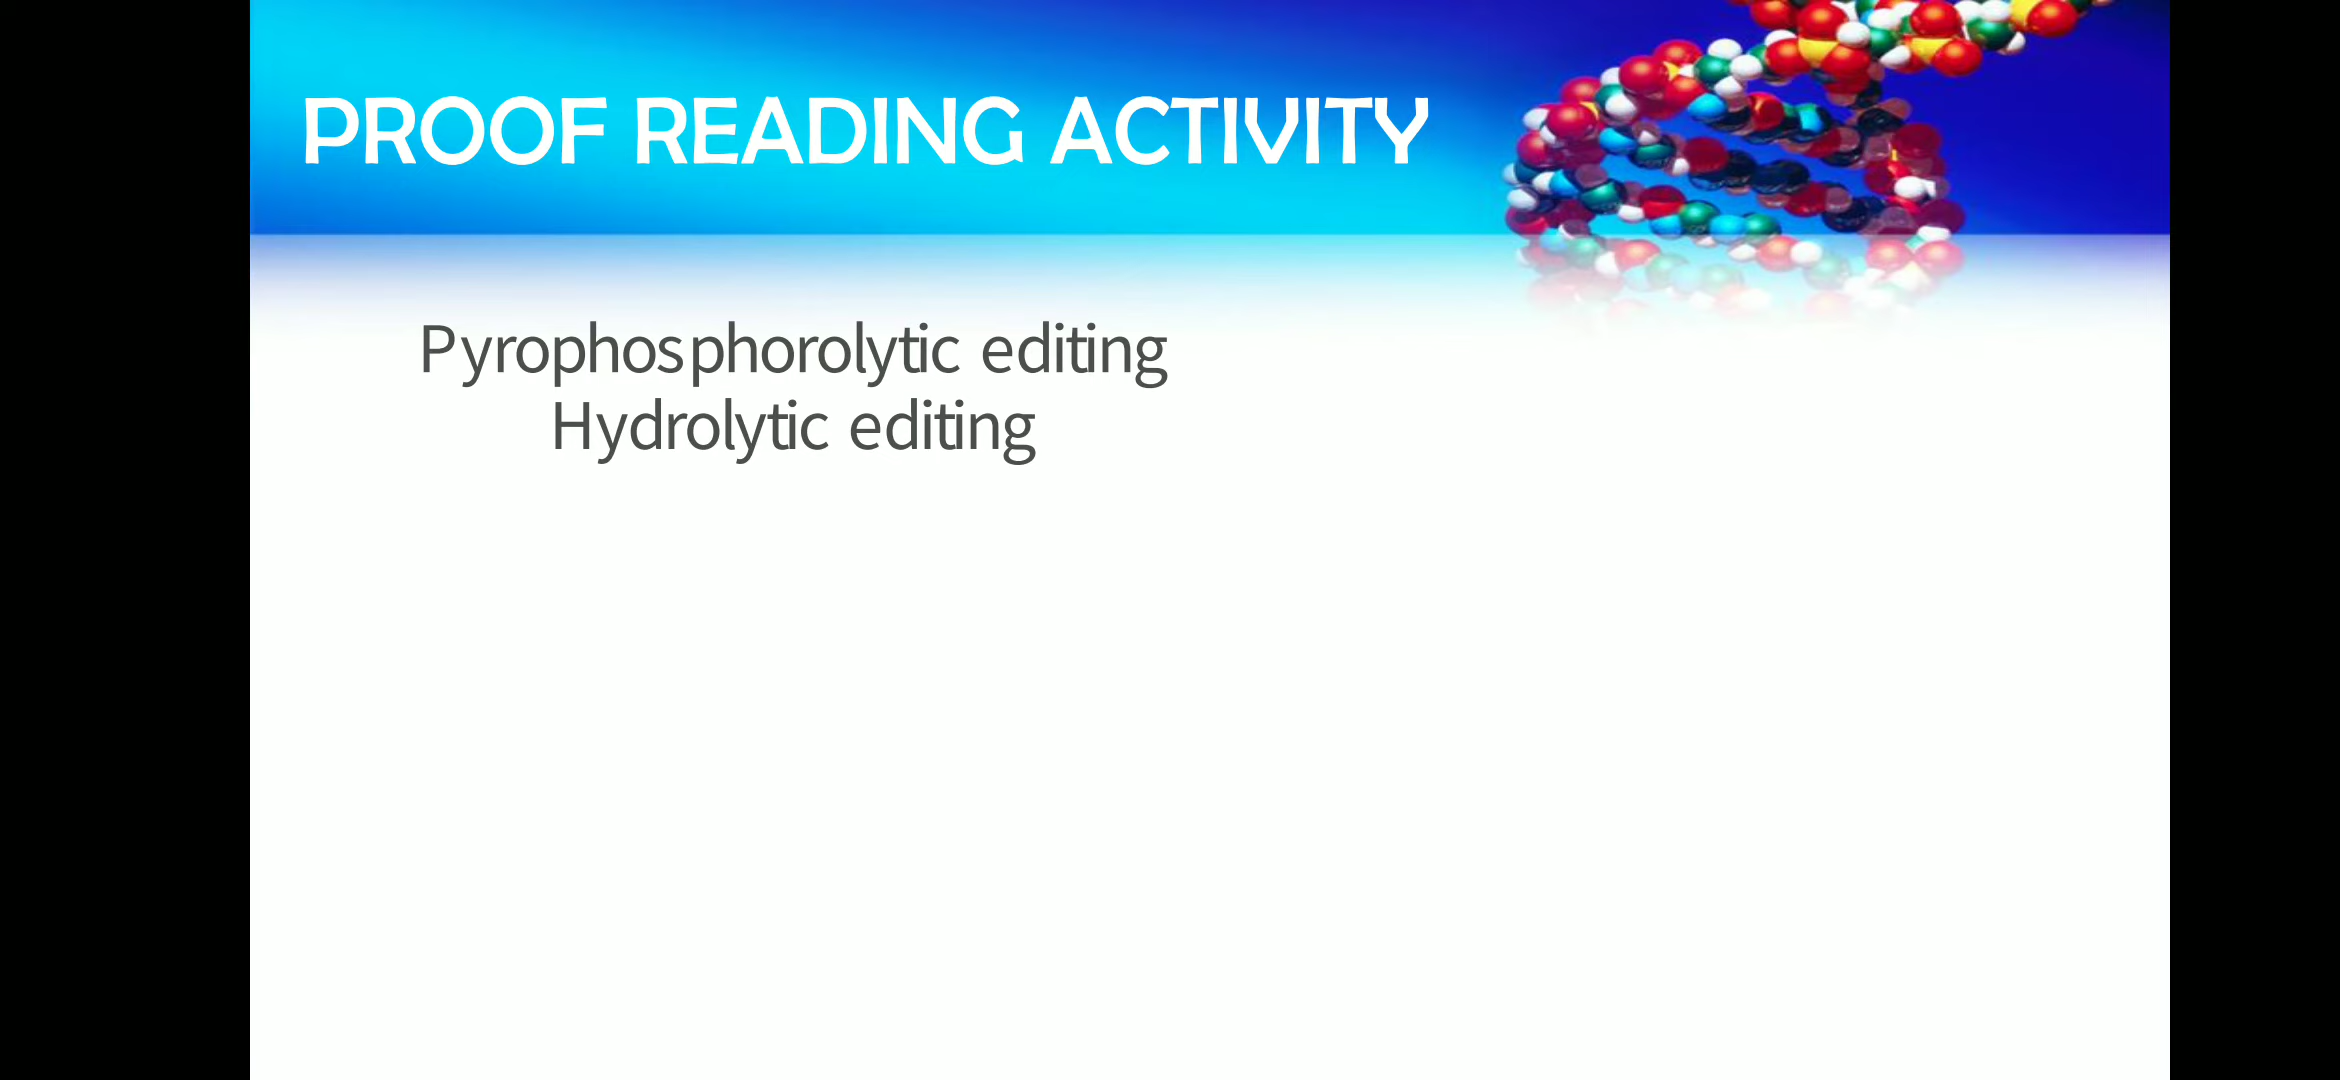 PROOF READING ACTIVITY
Pyrophosphorolytic editing
Hydrolytic editing